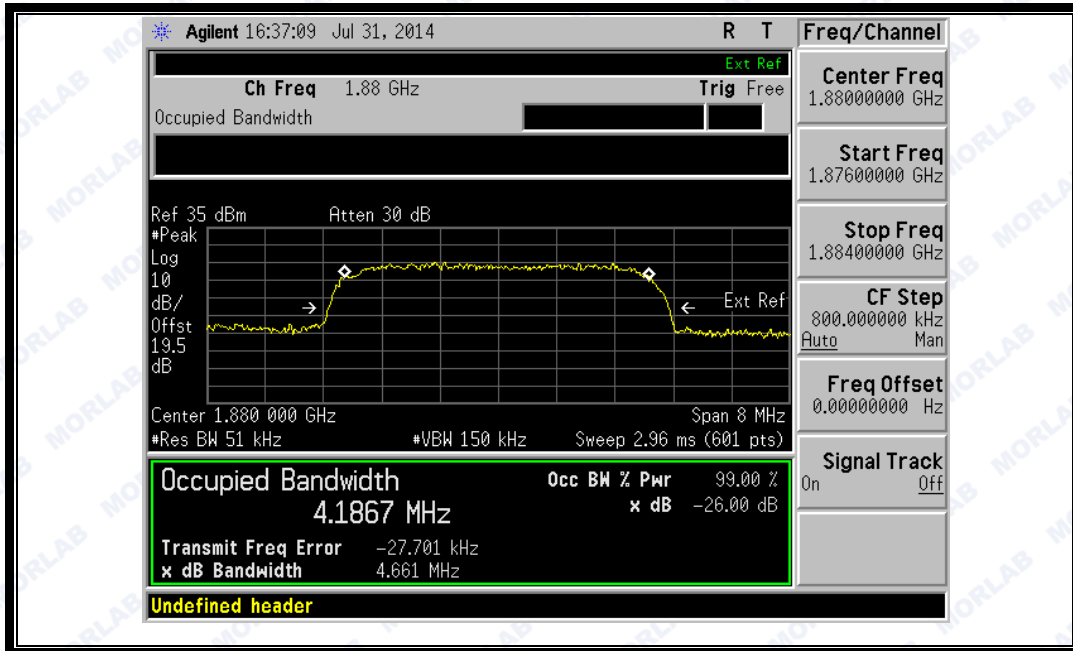 Agilent 16:37:09 Jul 31, 2014 R T
Freq/Channel
Ext Ref
Ch Freq 1.88 GHz Trig Free
Occupied Bandwidth
Center Freq
1.88000000 GHz
Start Freq
1.87600000 GHz
Stop Freq
1.88400000 GHz
CF Step
800.000000 kHz
Auto Man
Freq Offset
0.00000000 Hz
Signal Track
On Off
Ref 35 dBm Atten 30 dB
#Peak
Log
10
dB/
Offst
19.5
dB
Ext Ref
Center 1.880 000 GHz Span 8 MHz
#Res BW 51 kHz #VBW 150 kHz Sweep 2.96 ms (601 pts)
Occupied Bandwidth
4.1867 MHz
Occ BW % Pwr 99.00 %
x dB -26.00 dB
Transmit Freq Error -27.701 kHz
x dB Bandwidth 4.661 MHz
Undefined header
MORLAB